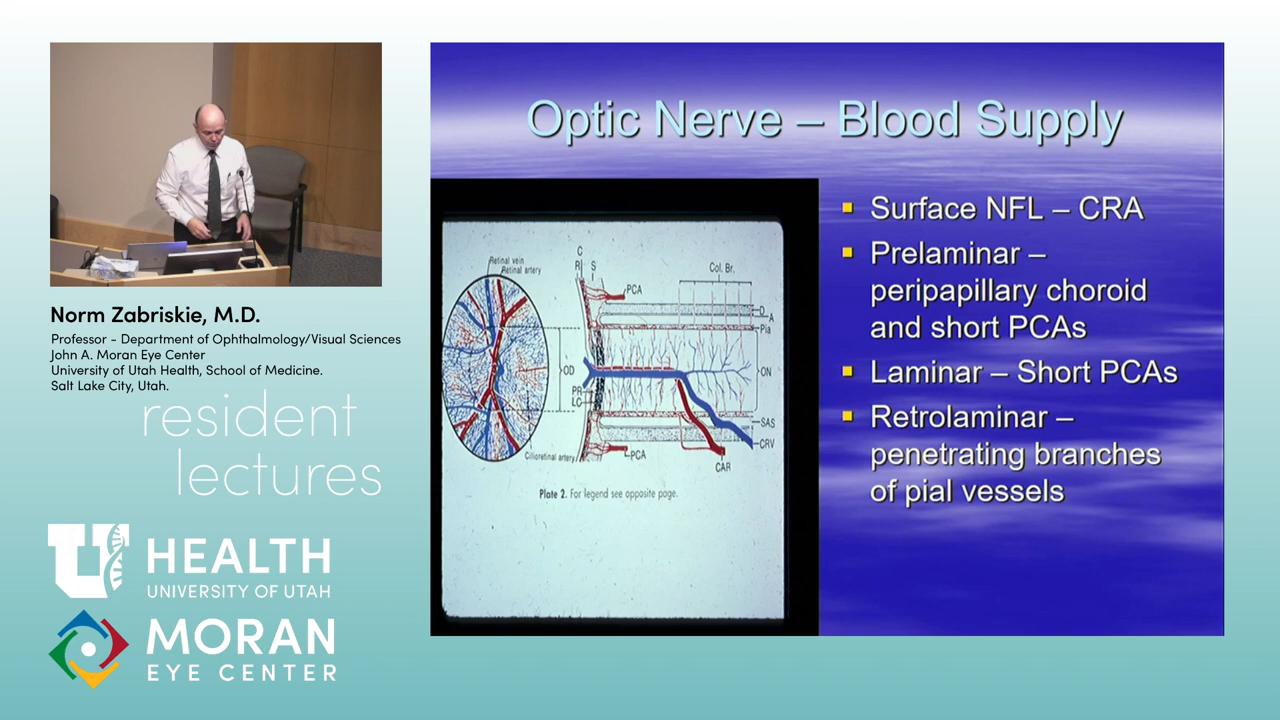 Norm Zabriskie, M.D.
Professor - Department of Ophthalmology/Visual Sciences
John A. Moran Eye Center
University of Utah Health, School of Medicine.
Salt Lake City, Utah.
resident
lectures
U
HEALTH
UNIVERSITY OF UTAH
MORAN
EYE CENTER
Optic Nerve – Blood Supply
Retinal vein
Retinal artery
C
R
S
PCA
Col. Br.
D
A
Pia
OD
ON
PR
LC
SAS
CRV
CAR
Cilioretinal artery
PCA
Plate 2. For legend see opposite page.
Surface NFL – CRA
Prelaminar –
peripapillary choroid
and short PCAs
Laminar – Short PCAs
Retrolaminar –
penetrating branches
of pial vessels